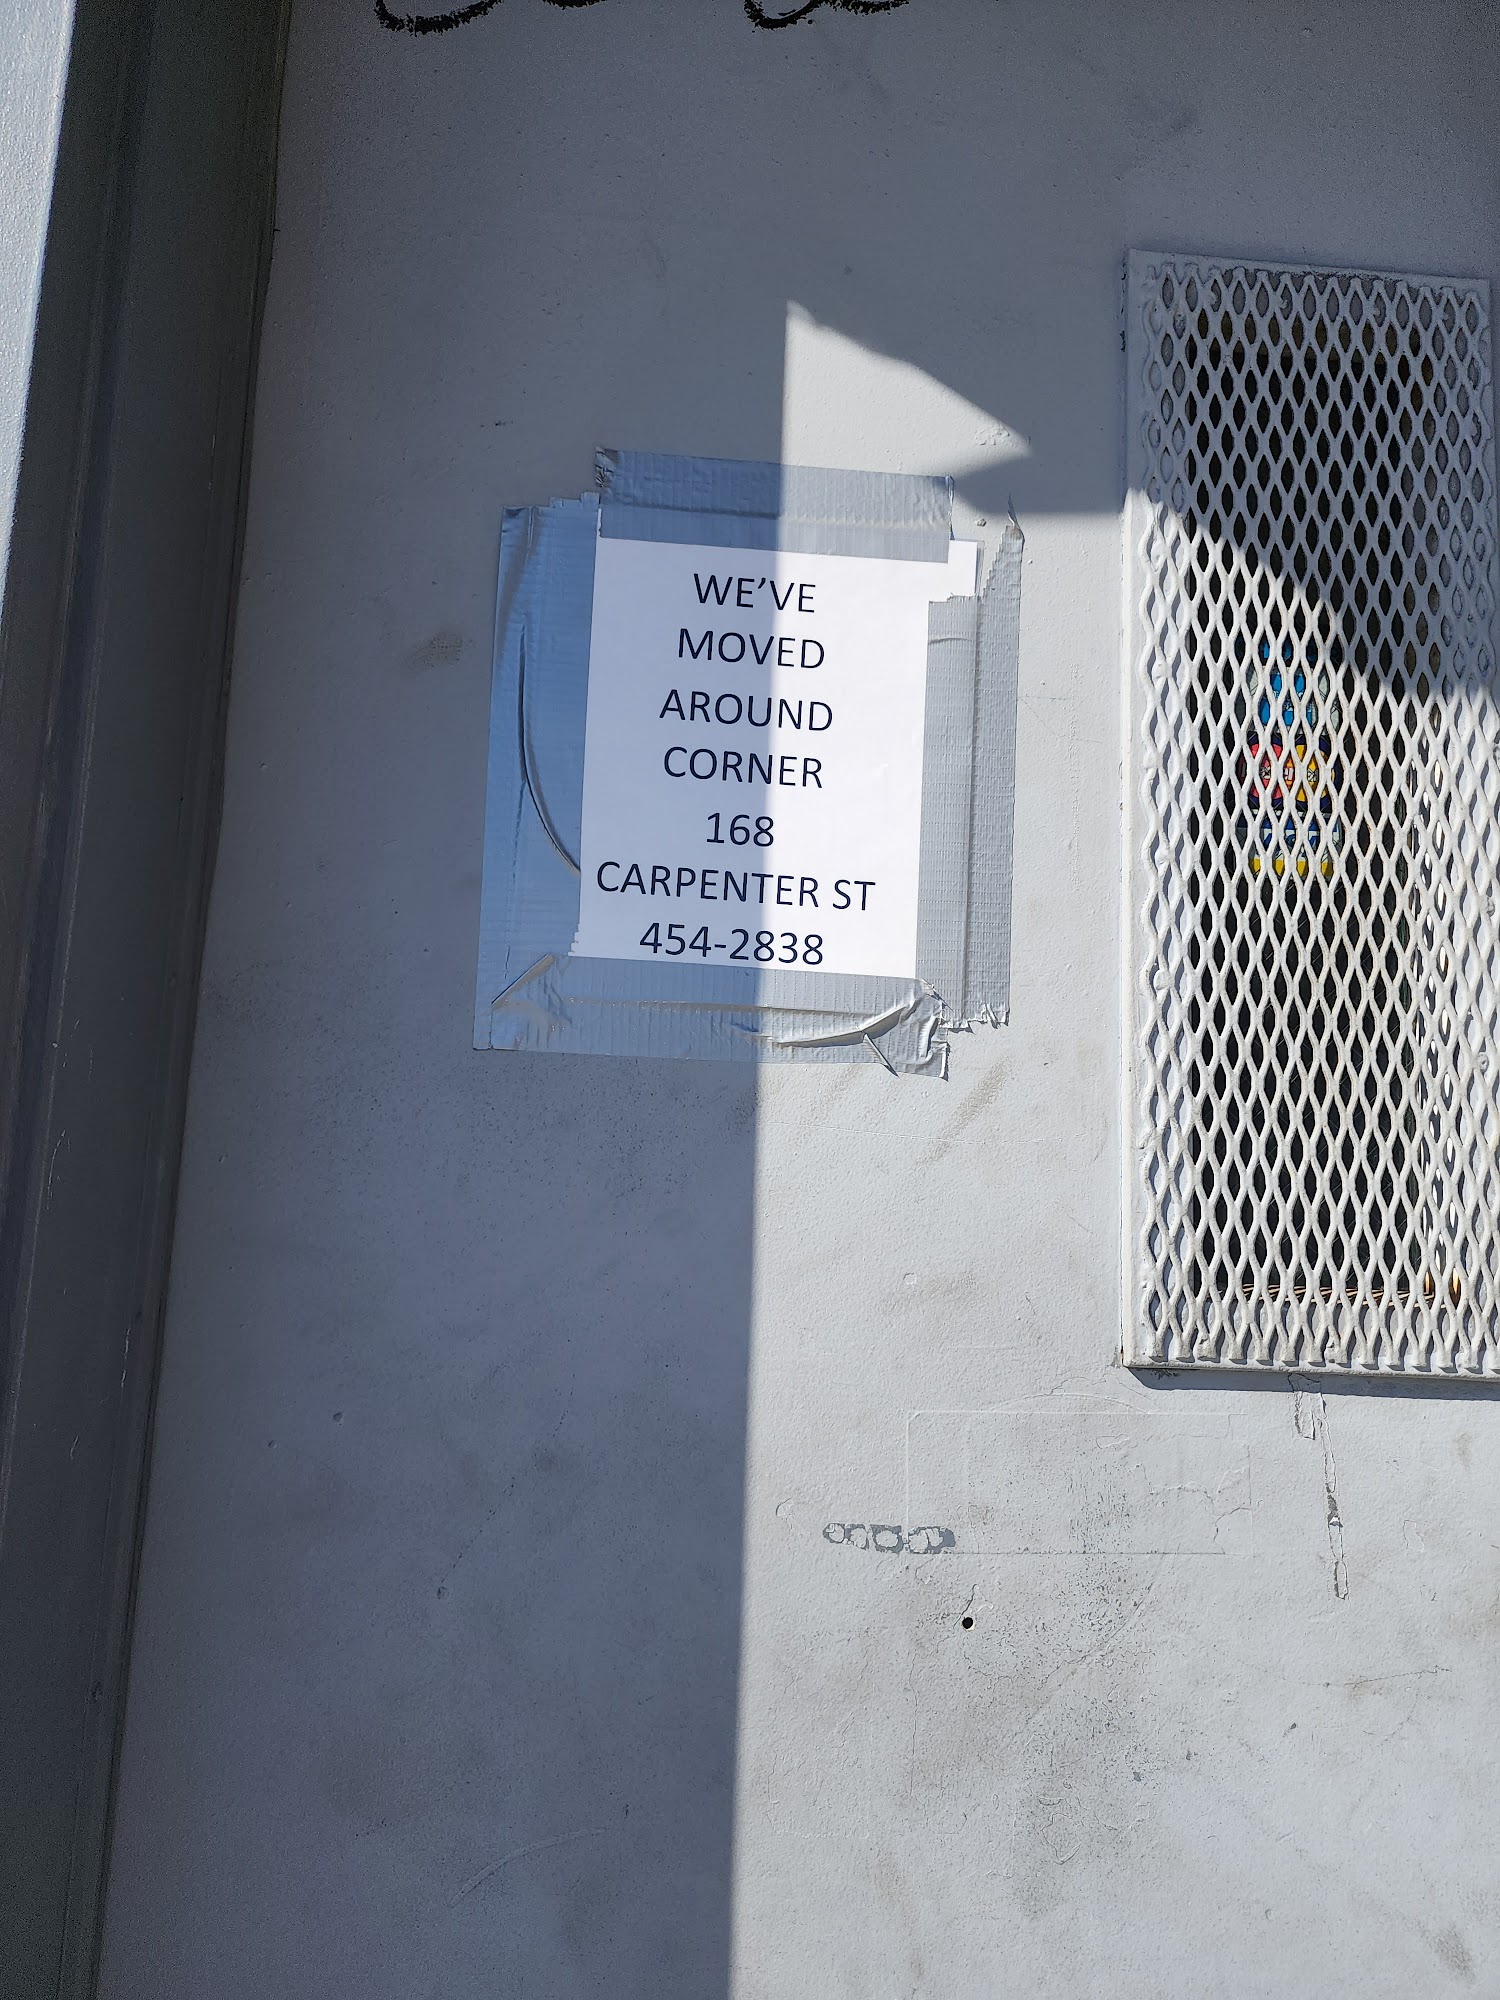 WE'VE
MOVED
AROUND
CORNER
168
CARPENTER ST
454-2838